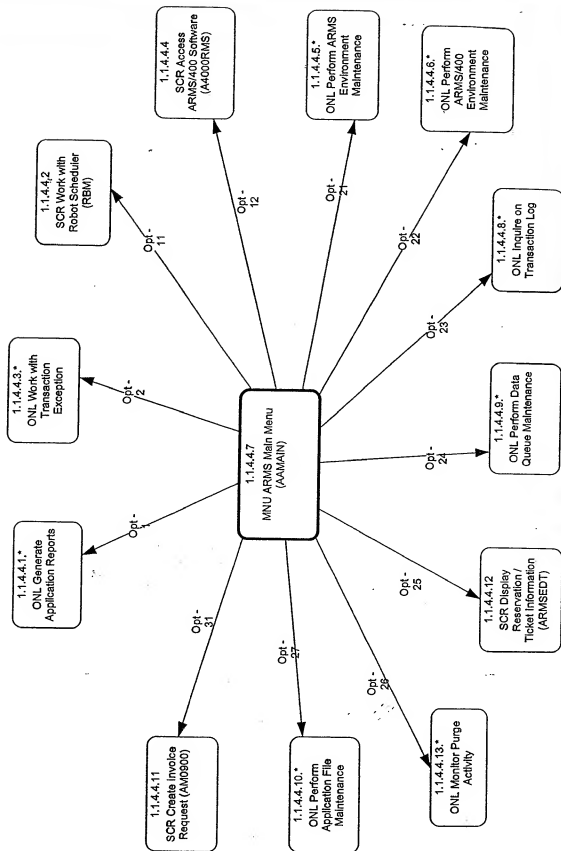 1.1.4.4.1.*
ONL Generate
Application Reports
1.1.4.4.3.*
ONL Work with
Transaction
Exception
1.1.4.4.2
SCR Work with
Robot Scheduler
(RBM)
1.1.4.4.4
SCR Access
ARMS/400 Software
(A4000RMS)
1.1.4.4.5.*
ONL Perform ARMS
Environment
Maintenance
1.1.4.4.6.*
ONL Perform
ARMS/400
Environment
Maintenance
1.1.4.4.8.*
ONL Inquire on
Transaction Log
1.1.4.4.9.*
ONL Perform Data
Queue Maintenance
1.1.4.4.12
SCR Display
Reservation /
Ticket Information
(ARMSEDT)
1.1.4.4.13.*
ONL Monitor Purge
Activity
1.1.4.4.10.*
ONL Perform
Application File
Maintenance
1.1.4.4.11
SCR Create Invoice
Request (AM0900)
1.1.4.4.7
MNU ARMS Main Menu
(AAMAIN)
Opt -
Opt -
2
Opt -
11
Opt -
12
Opt -
21
Opt -
22
Opt -
23
Opt -
24
Opt -
25
Opt -
26
Opt -
27
Opt -
31